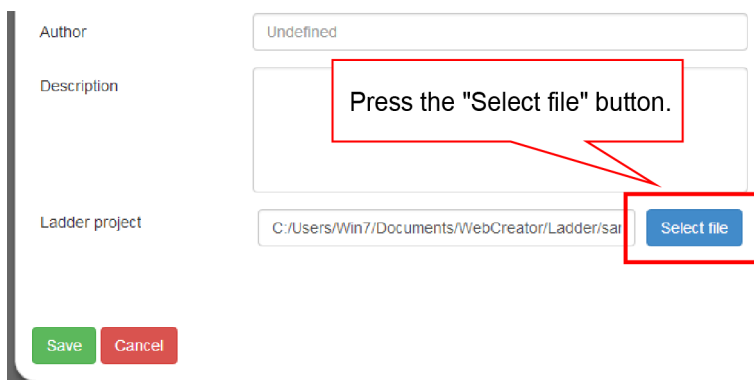 Author
Undefined
Description
Press the "Select file" button.
Ladder project
C:/Users/Win7/Documents/WebCreator/Ladder/sar
Select file
Save
Cancel